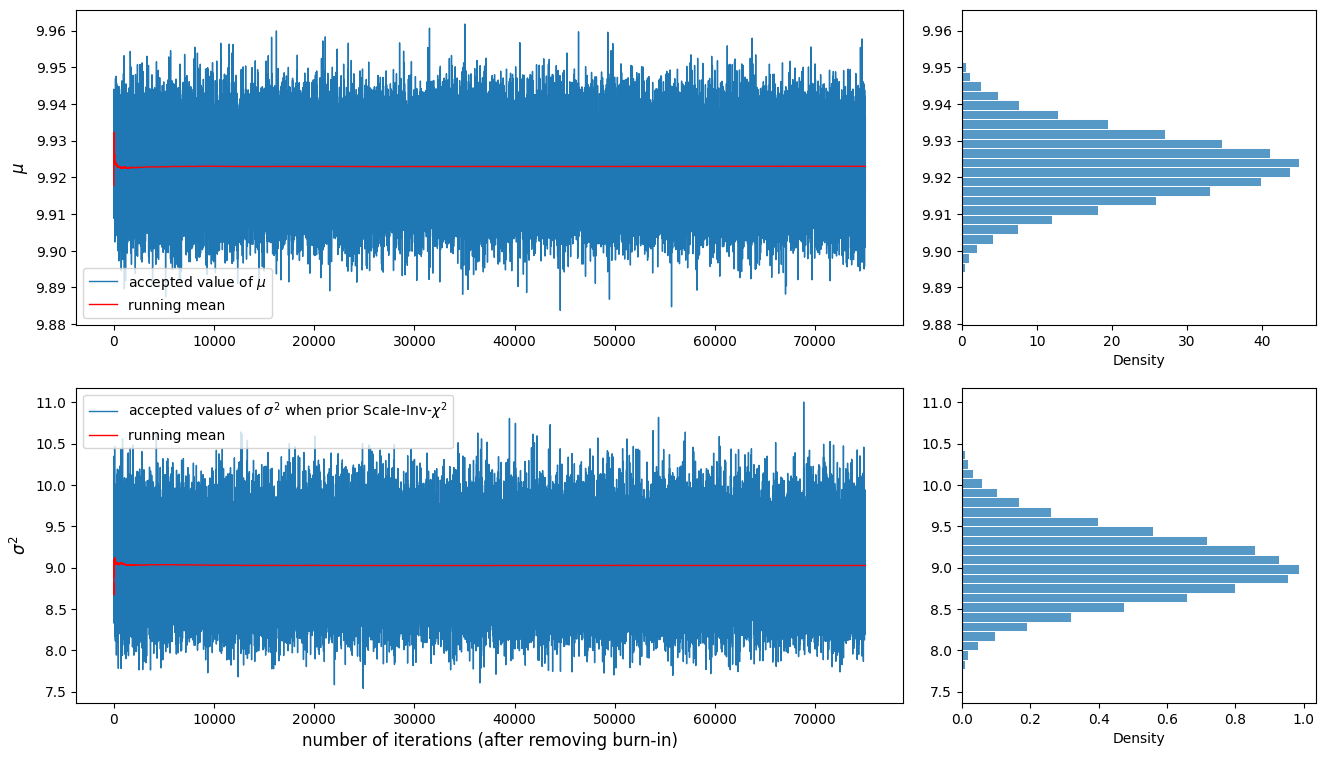 9.96
9.95
9.94
9.93
9.92
9.91
9.90
9.89
9.88
μ
accepted value of μ
running mean
0 10000 20000 30000 40000 50000 60000 70000
9.96
9.95
9.94
9.93
9.92
9.91
9.90
9.89
9.88
0 10 20 30 40
Density
11.0
10.5
10.0
9.5
9.0
8.5
8.0
7.5
σ²
accepted values of σ² when prior Scale-Inv-χ²
running mean
0 10000 20000 30000 40000 50000 60000 70000
number of iterations (after removing burn-in)
11.0
10.5
10.0
9.5
9.0
8.5
8.0
7.5
0.0 0.2 0.4 0.6 0.8 1.0
Density